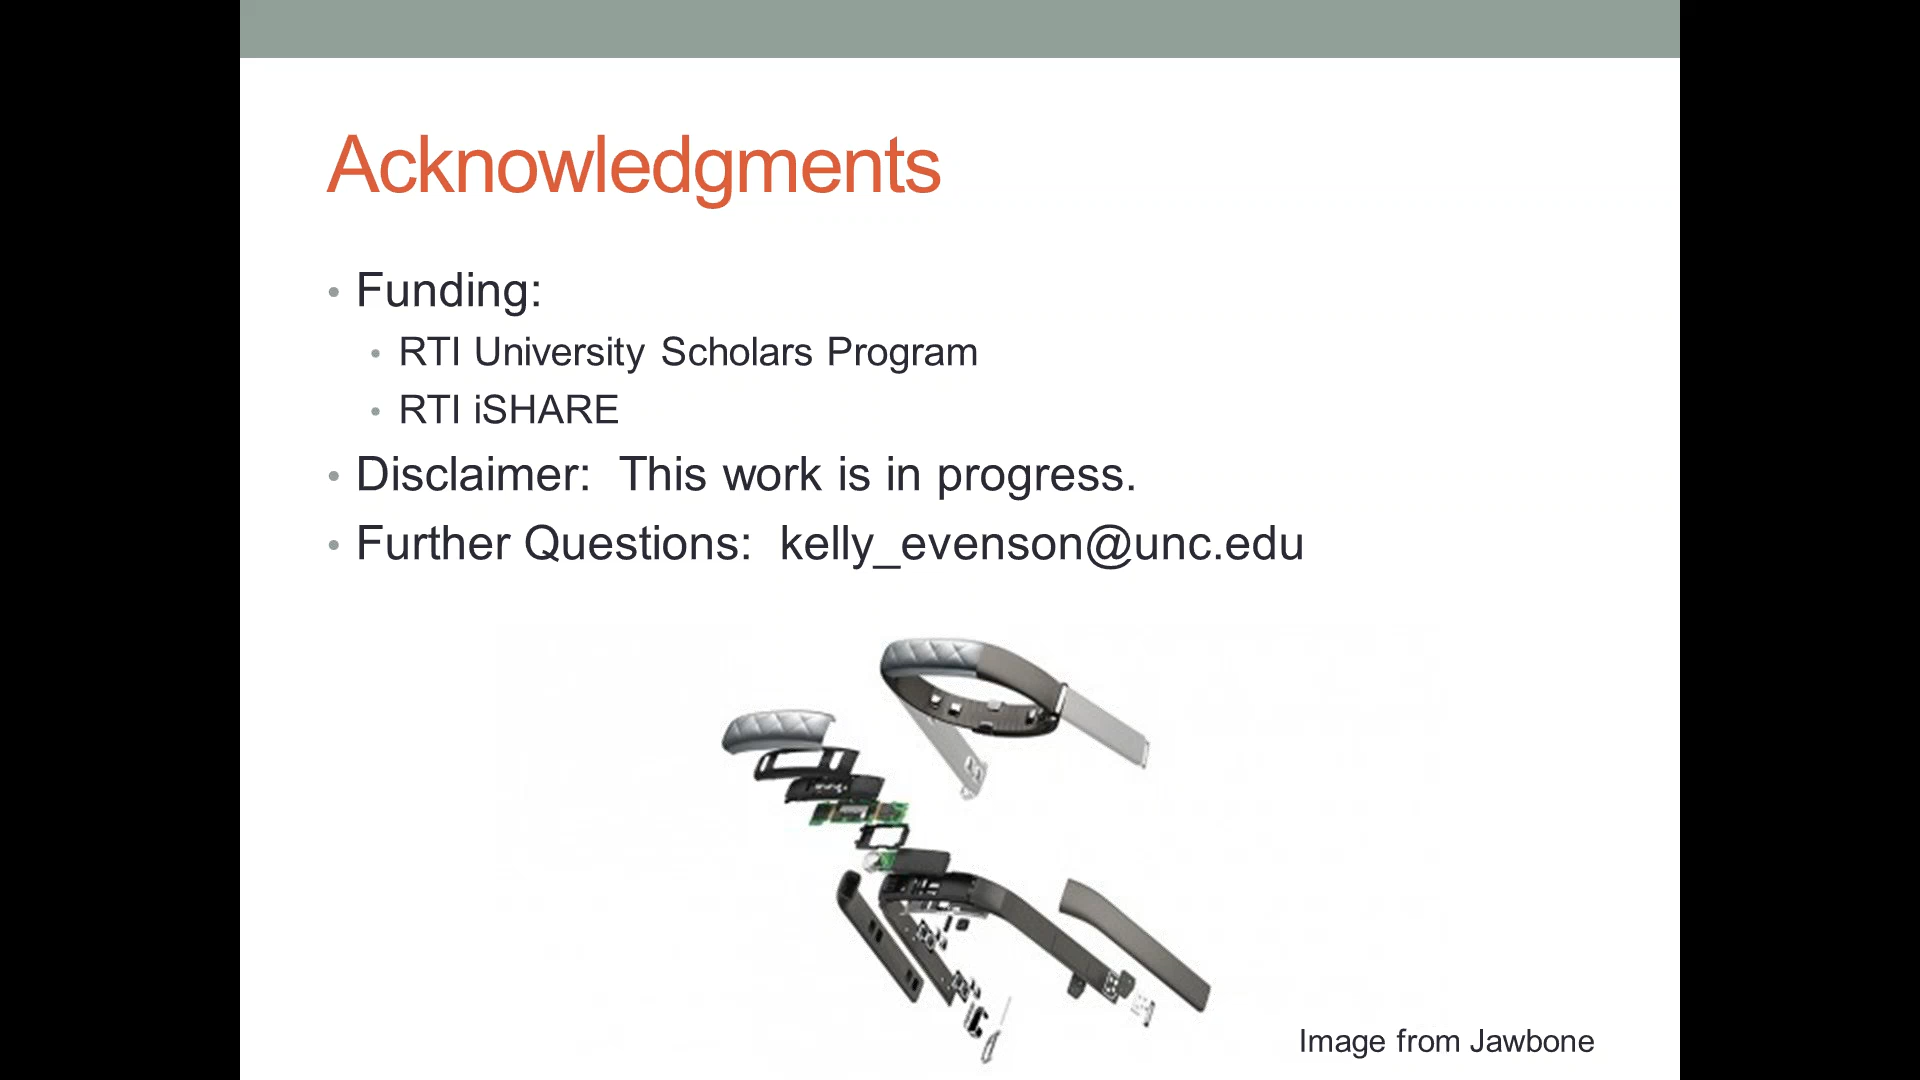 Acknowledgments
• Funding:
• RTI University Scholars Program
• RTI iSHARE
• Disclaimer:  This work is in progress.
• Further Questions:  kelly_evenson@unc.edu
Image from Jawbone